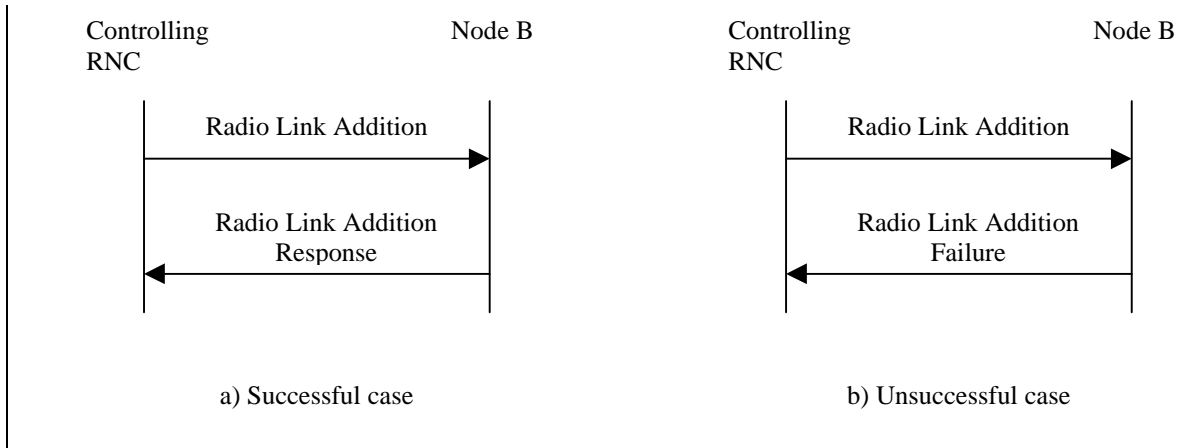 Controlling
RNC
Node B
Radio Link Addition
Radio Link Addition
Response
a) Successful case
Controlling
RNC
Node B
Radio Link Addition
Radio Link Addition
Failure
b) Unsuccessful case